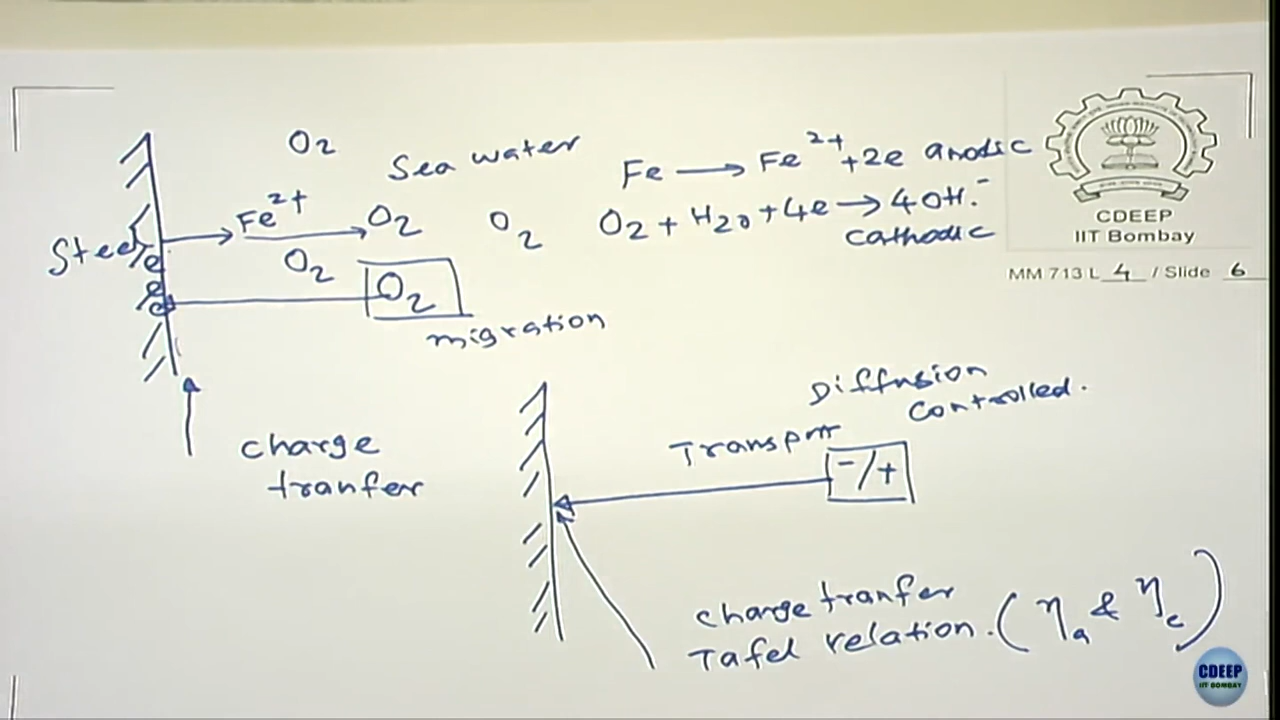 O₂
Sea water
Fe → Fe²⁺ + 2e anodic
Fe²⁺ → O₂
O₂
O₂ + H₂O + 4e → 4OH.⁻
cathodic
Steel
e
e
e
O₂
O₂
migration
charge
tranfer
Diffusion
controlled.
Transport
-/+
charge tranfer
Tafel relation. (ηa & ηc)
CDEEP
IIT Bombay
MM 713 L 4 / Slide 6
CDEEP
IIT BOMBAY